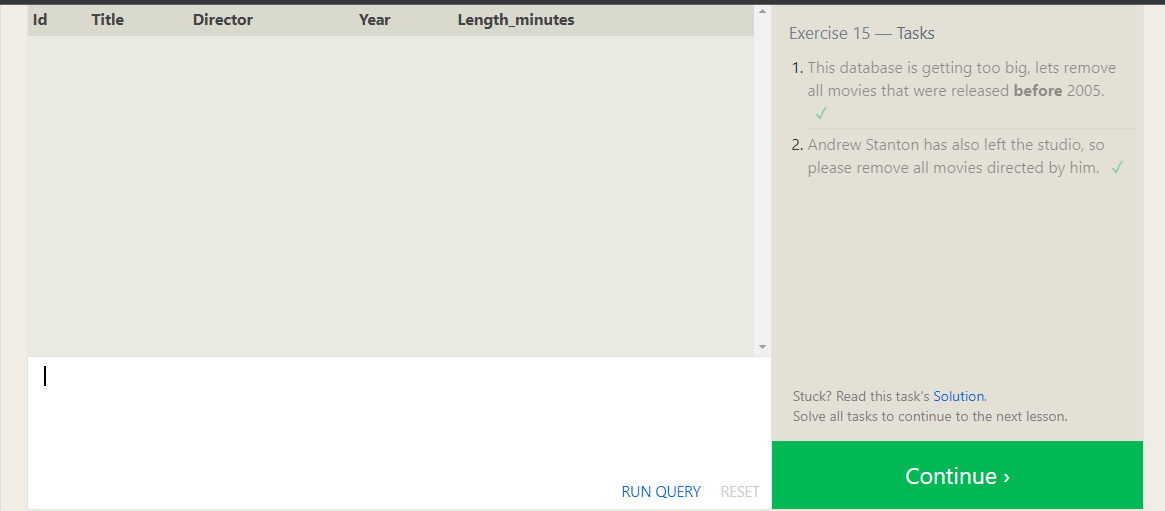 Id Title Director Year Length_minutes
Exercise 15 — Tasks
1. This database is getting too big, lets remove
all movies that were released before 2005.
✓
2. Andrew Stanton has also left the studio, so
please remove all movies directed by him. ✓
Stuck? Read this task's Solution.
Solve all tasks to continue to the next lesson.
RUN QUERY RESET
Continue ›